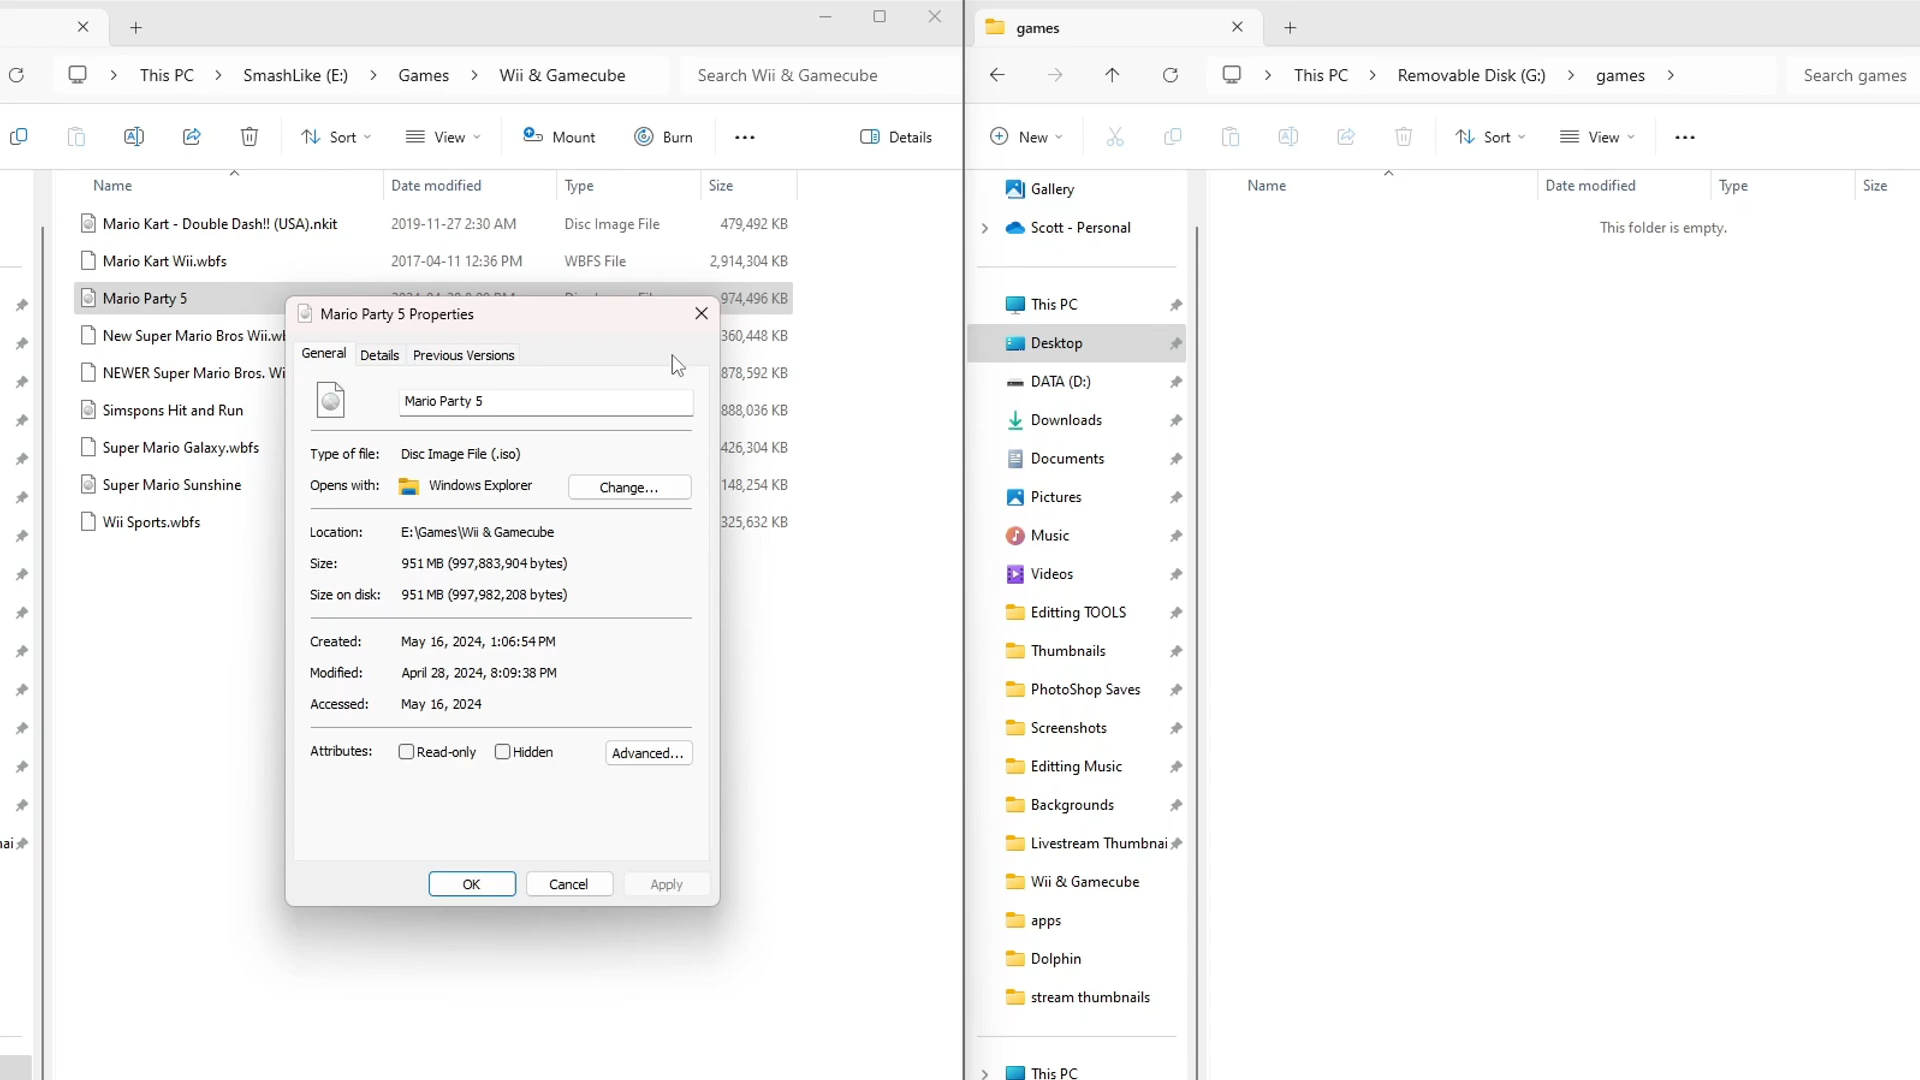 This PC
SmashLike (E:)
Games
Wii & Gamecube
Search Wii & Gamecube
Sort
View
Mount
Burn
Details
Name
Date modified
Type
Size
Mario Kart - Double Dash!! (USA).nkit
2019-11-27 2:30 AM
Disc Image File
479,492 KB
Mario Kart Wii.wbfs
2017-04-11 12:36 PM
WBFS File
2,914,304 KB
Mario Party 5
974,496 KB
New Super Mario Bros Wii.wb
360,448 KB
NEWER Super Mario Bros. Wi
878,592 KB
Simspons Hit and Run
888,036 KB
Super Mario Galaxy.wbfs
426,304 KB
Super Mario Sunshine
148,254 KB
Wii Sports.wbfs
325,632 KB
nai
Mario Party 5 Properties
General
Details
Previous Versions
Mario Party 5
Type of file:
Disc Image File (.iso)
Opens with:
Windows Explorer
Change...
Location:
E:\Games\Wii & Gamecube
Size:
951 MB (997,883,904 bytes)
Size on disk:
951 MB (997,982,208 bytes)
Created:
May 16, 2024, 1:06:54 PM
Modified:
April 28, 2024, 8:09:38 PM
Accessed:
May 16, 2024
Attributes:
Read-only
Hidden
Advanced...
OK
Cancel
Apply
games
This PC
Removable Disk (G:)
games
Search games
New
Sort
View
Name
Date modified
Type
Size
This folder is empty.
Gallery
Scott - Personal
This PC
Desktop
DATA (D:)
Downloads
Documents
Pictures
Music
Videos
Editting TOOLS
Thumbnails
PhotoShop Saves
Screenshots
Editting Music
Backgrounds
Livestream Thumbnai
Wii & Gamecube
apps
Dolphin
stream thumbnails
This PC